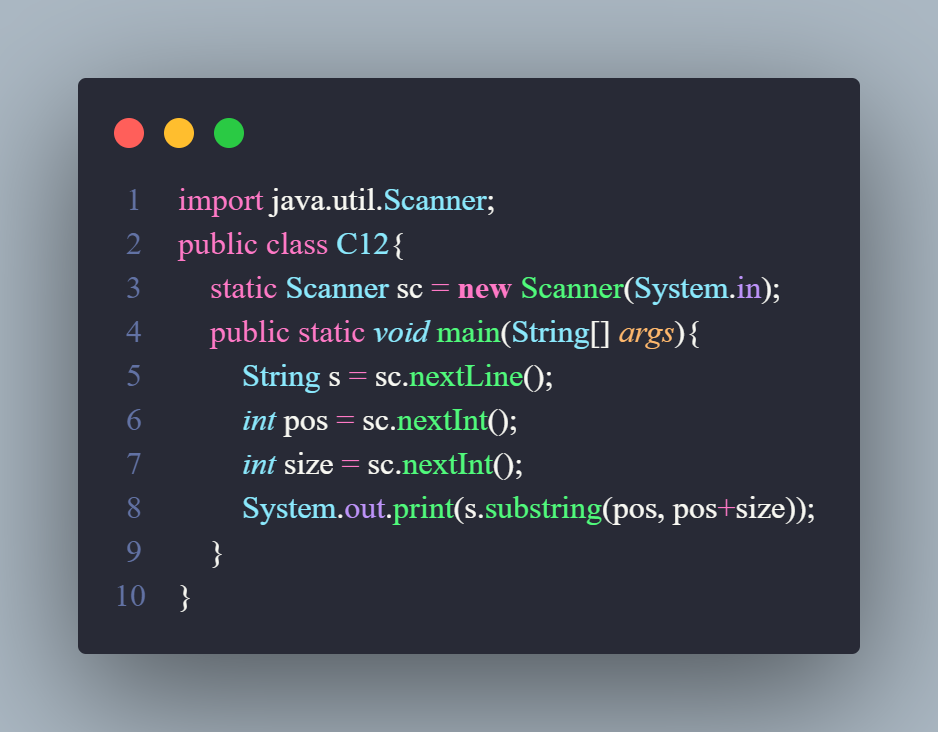 1 import java.util.Scanner;
2 public class C12{
3 static Scanner sc = new Scanner(System.in);
4 public static void main(String[] args){
5 String s = sc.nextLine();
6 int pos = sc.nextInt();
7 int size = sc.nextInt();
8 System.out.print(s.substring(pos, pos+size));
9 }
10 }